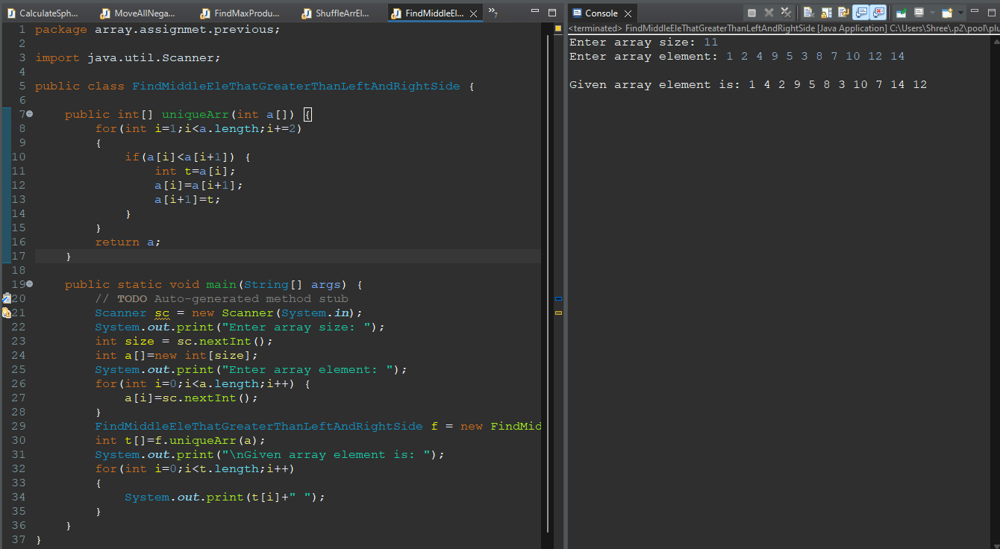 CalculateSph... MoveAllNega... FindMaxProdu... ShuffleArrEl... FindMiddleEl... »7
1 package array.assignmet.previous;
2
3 import java.util.Scanner;
4
5 public class FindMiddleEleThatGreaterThanLeftAndRightSide {
6
7 public int[] uniqueArr(int a[]) {
8 for(int i=1;i<a.length;i+=2)
9 {
10 if(a[i]<a[i+1]) {
11 int t=a[i];
12 a[i]=a[i+1];
13 a[i+1]=t;
14 }
15 }
16 return a;
17 }
18
19 public static void main(String[] args) {
20 // TODO Auto-generated method stub
21 Scanner sc = new Scanner(System.in);
22 System.out.print("Enter array size: ");
23 int size = sc.nextInt();
24 int a[]=new int[size];
25 System.out.print("Enter array element: ");
26 for(int i=0;i<a.length;i++) {
27 a[i]=sc.nextInt();
28 }
29 FindMiddleEleThatGreaterThanLeftAndRightSide f = new FindMid
30 int t[]=f.uniqueArr(a);
31 System.out.print("\nGiven array element is: ");
32 for(int i=0;i<t.length;i++)
33 {
34 System.out.print(t[i]+" ");
35 }
36 }
37 }
Console
<terminated> FindMiddleEleThatGreaterThanLeftAndRightSide [Java Application] C:\Users\Shree\.p2\pool\plu
Enter array size: 11
Enter array element: 1 2 4 9 5 3 8 7 10 12 14
Given array element is: 1 4 2 9 5 8 3 10 7 14 12